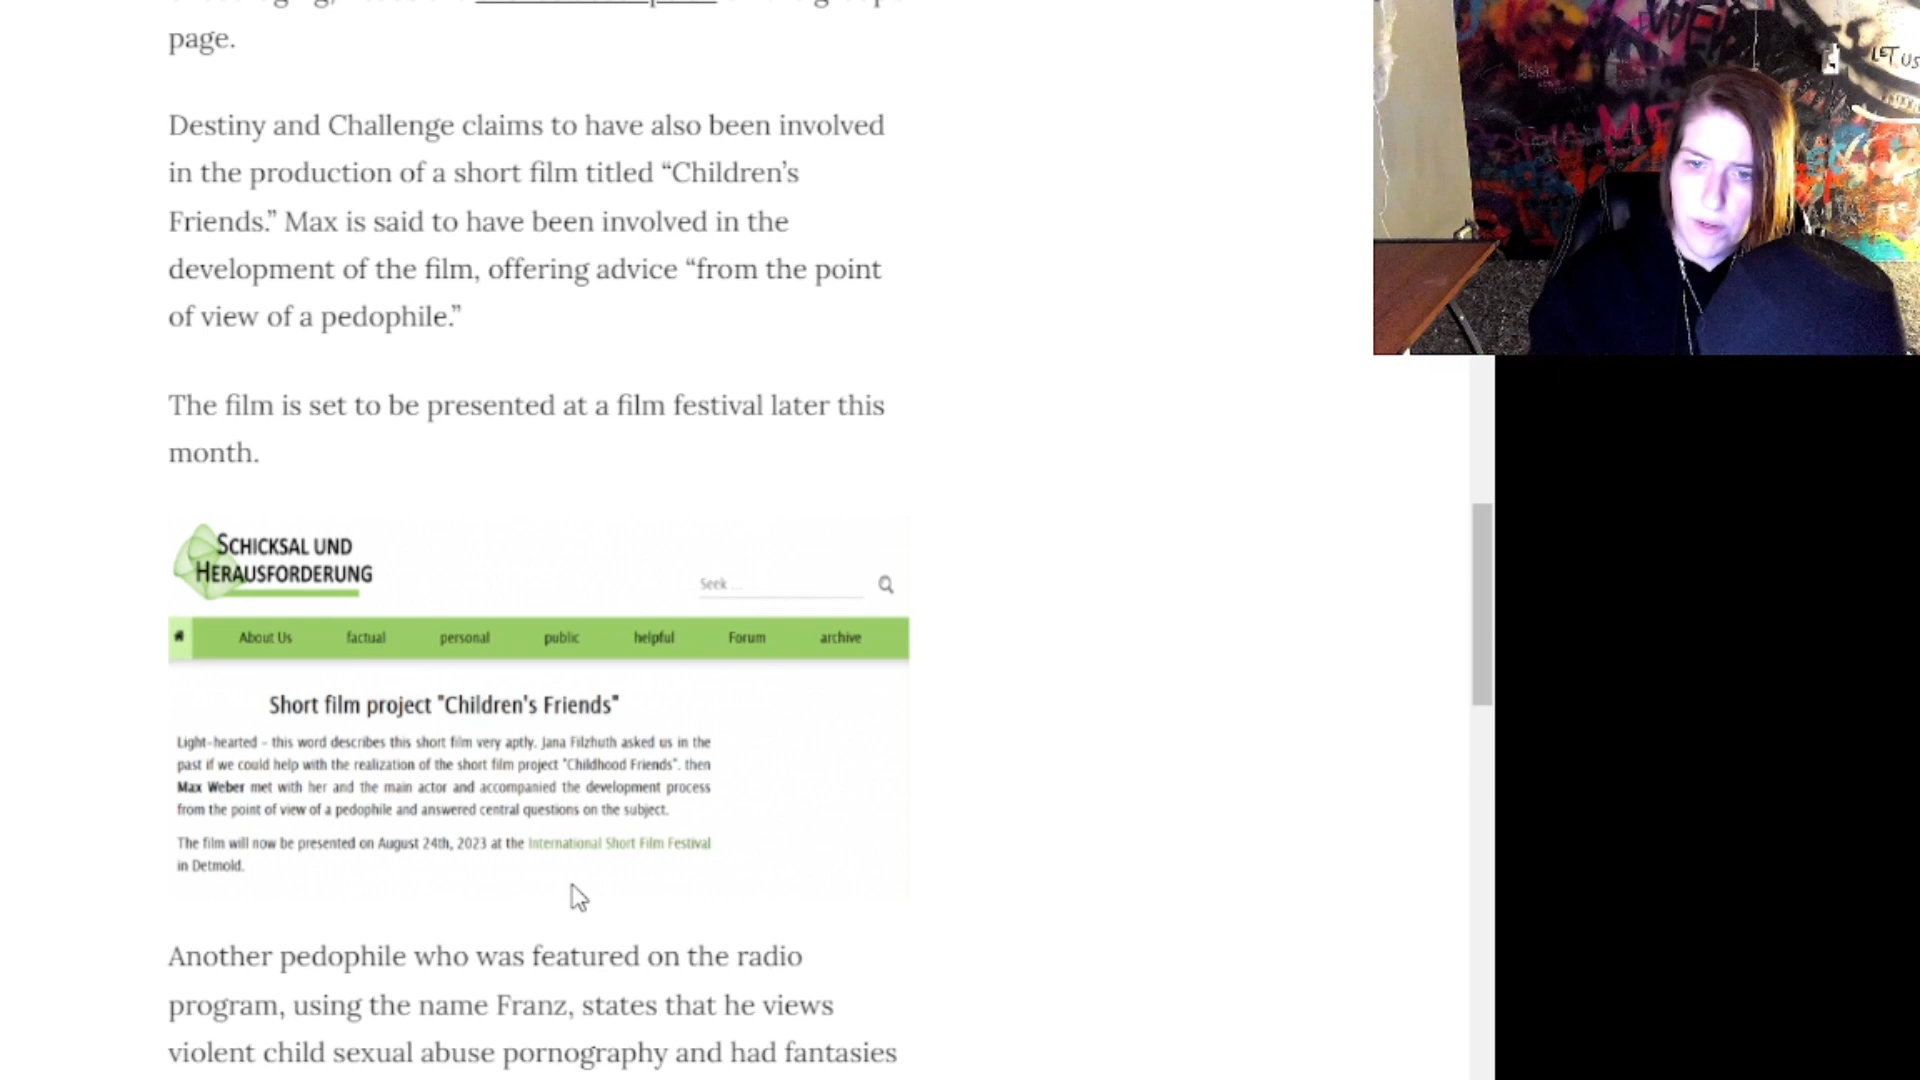 page.
Destiny and Challenge claims to have also been involved
in the production of a short film titled “Children’s
Friends.” Max is said to have been involved in the
development of the film, offering advice “from the point
of view of a pedophile.”
The film is set to be presented at a film festival later this
month.
SCHICKSAL UND
HERAUSFORDERUNG
Seek ...
About Us factual personal public helpful Forum archive
Short film project "Children's Friends"
Light-hearted - this word describes this short film very aptly. Jana Filzhuth asked us in the
past if we could help with the realization of the short film project "Childhood Friends". then
Max Weber met with her and the main actor and accompanied the development process
from the point of view of a pedophile and answered central questions on the subject.
The film will now be presented on August 24th, 2023 at the International Short Film Festival
in Detmold.
Another pedophile who was featured on the radio
program, using the name Franz, states that he views
violent child sexual abuse pornography and had fantasies
LET US